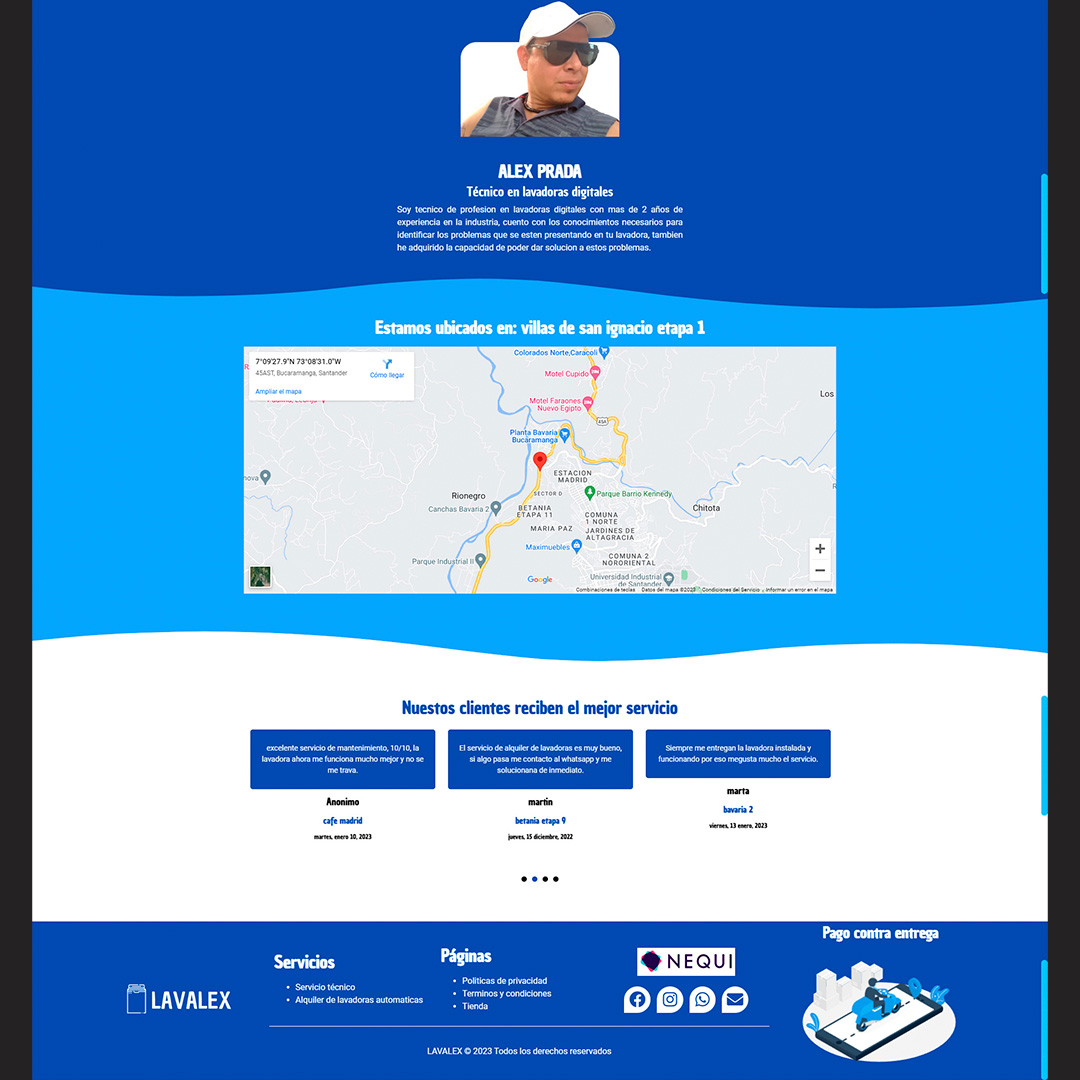 ALEX PRADA
Técnico en lavadoras digitales
Soy tecnico de profesion en lavadoras digitales con mas de 2 años de
experiencia en la industria, cuento con los conocimientos necesarios para
identificar los problemas que se esten presentando en tu lavadora, tambien
he adquirido la capacidad de poder dar solucion a estos problemas.
Estamos ubicados en: villas de san ignacio etapa 1
7°09'27.9"N 73°08'31.0"W
45AST, Bucaramanga, Santander
Cómo llegar
Ampliar el mapa
Colorados Norte,Caracoli
Motel Cupido
Los
Motel Faraones
Nuevo Egipto
45A
Planta Bavaria
Bucaramanga
nova
ESTACION
MADRID
Rionegro
SECTOR D
Parque Barrio Kennedy
Canchas Bavaria 2
BETANIA
ETAPA 11
Chitota
COMUNA
1 NORTE
MARIA PAZ
JARDINES DE
ALTAGRACIA
Maximuebles
Parque Industrial II
COMUNA 2
NORORIENTAL
Google
Universidad Industrial
de Santander
Combinaciones de teclas
Datos del mapa ©2023
Condiciones del Servicio
Informar un error en el mapa
Nuestos clientes reciben el mejor servicio
excelente servicio de mantenimiento, 10/10, la
lavadora ahora me funciona mucho mejor y no se
me trava.
Anonimo
cafe madrid
martes, enero 10, 2023
El servicio de alquiler de lavadoras es muy bueno,
si algo pasa me contacto al whatsapp y me
solucionana de inmediato.
martin
betania etapa 9
jueves, 15 diciembre, 2022
Siempre me entregan la lavadora instalada y
funcionando por eso megusta mucho el servicio.
marta
bavaria 2
viernes, 13 enero, 2023
LAVALEX
Servicios
Servicio técnico
Alquiler de lavadoras automaticas
Páginas
Politicas de privacidad
Terminos y condiciones
Tienda
NEQUI
Pago contra entrega
LAVALEX © 2023 Todos los derechos reservados